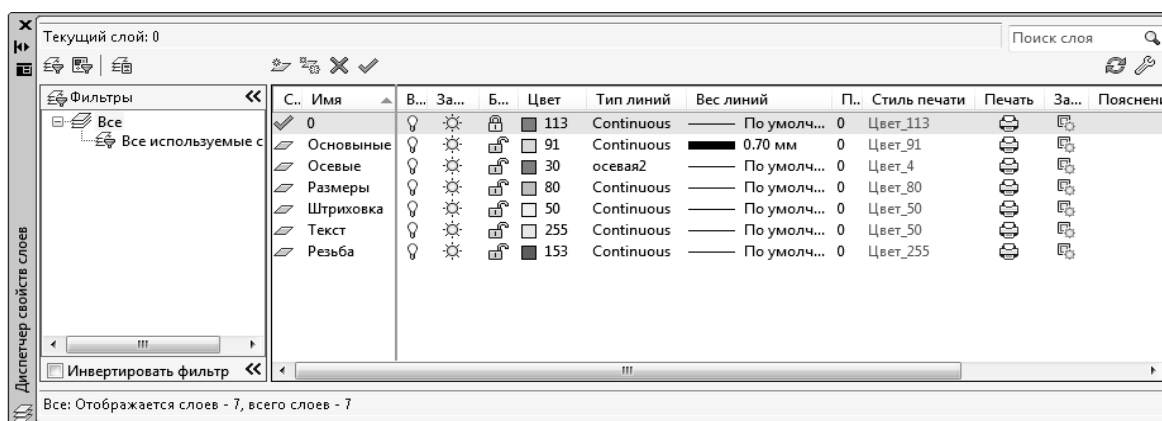 Текущий слой: 0
Поиск слоя
Фильтры
Все
Все используемые с
С.. Имя В... За... Б... Цвет Тип линий Вес линий П.. Стиль печати Печать За... Пояснени
0 113 Continuous По умолч... 0 Цвет_113
Основыные 91 Continuous 0.70 мм 0 Цвет_91
Осевые 30 осевая2 По умолч... 0 Цвет_4
Размеры 80 Continuous По умолч... 0 Цвет_80
Штриховка 50 Continuous По умолч... 0 Цвет_50
Текст 255 Continuous По умолч... 0 Цвет_50
Резьба 153 Continuous По умолч... 0 Цвет_255
Инвертировать фильтр
Все: Отображается слоев - 7, всего слоев - 7
Диспетчер свойств слоев